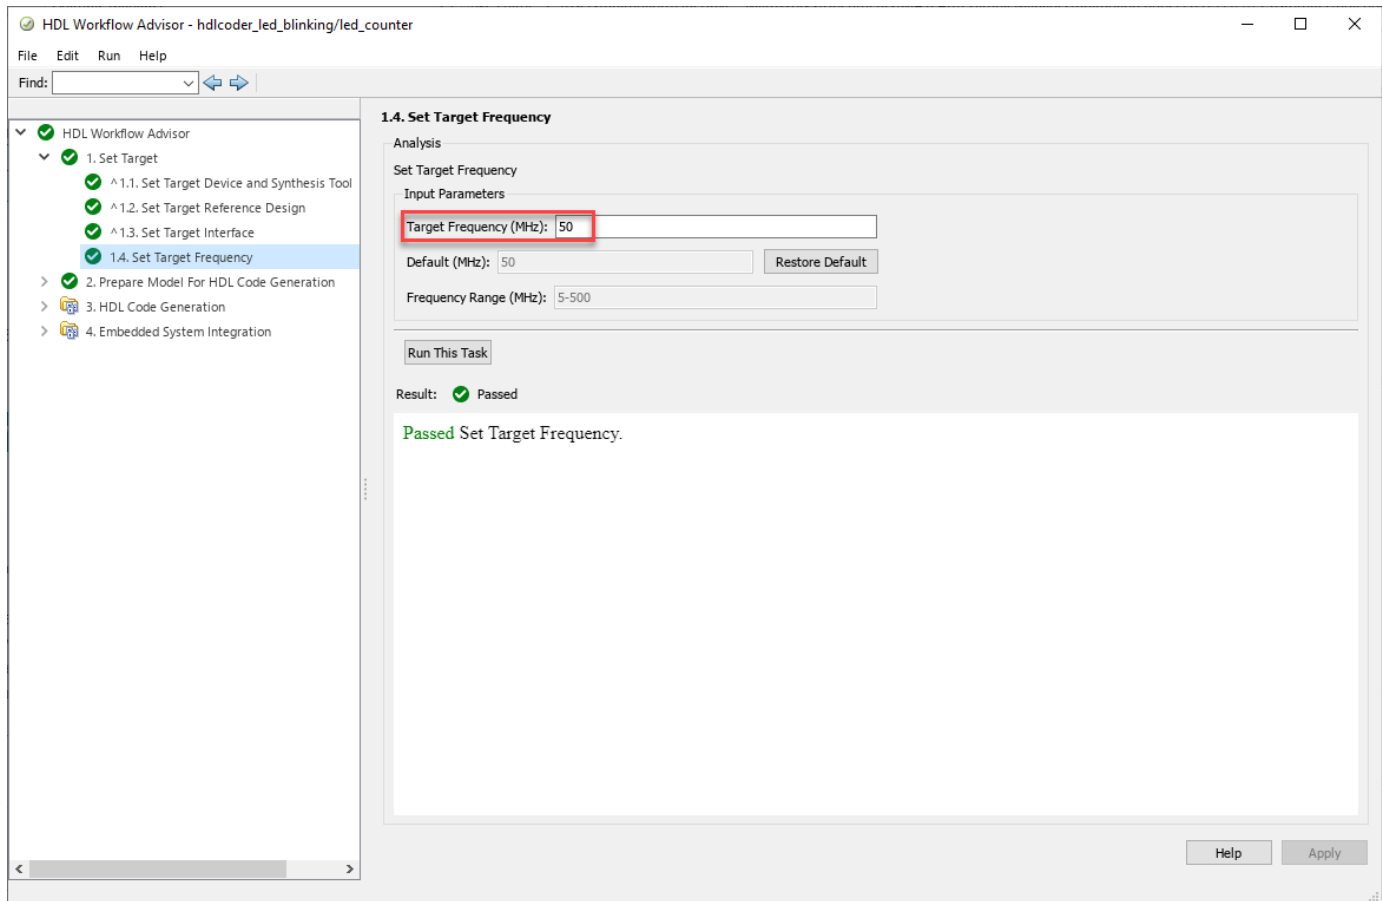 HDL Workflow Advisor - hdlcoder_led_blinking/led_counter
File Edit Run Help
Find:
HDL Workflow Advisor
1. Set Target
^1.1. Set Target Device and Synthesis Tool
^1.2. Set Target Reference Design
^1.3. Set Target Interface
1.4. Set Target Frequency
2. Prepare Model For HDL Code Generation
3. HDL Code Generation
4. Embedded System Integration
1.4. Set Target Frequency
Analysis
Set Target Frequency
Input Parameters
Target Frequency (MHz): 50
Default (MHz): 50 Restore Default
Frequency Range (MHz): 5-500
Run This Task
Result: Passed
Passed Set Target Frequency.
Help Apply